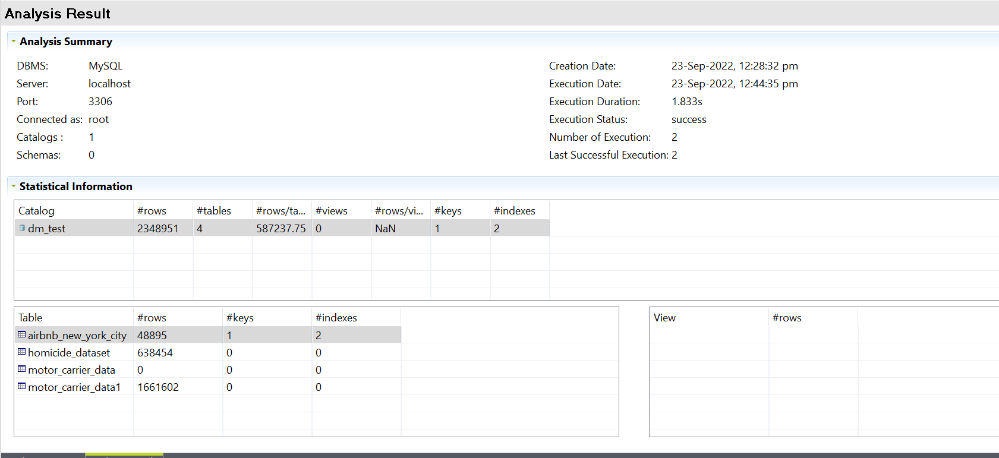 Analysis Result
Analysis Summary
DBMS: MySQL
Creation Date: 23-Sep-2022, 12:28:32 pm
Server: localhost
Execution Date: 23-Sep-2022, 12:44:35 pm
Port: 3306
Execution Duration: 1.833s
Connected as: root
Execution Status: success
Catalogs : 1
Number of Execution: 2
Schemas: 0
Last Successful Execution: 2
Statistical Information
Catalog #rows #tables #rows/ta... #views #rows/vi... #keys #indexes
dm_test 2348951 4 587237.75 0 NaN 1 2
Table #rows #keys #indexes
airbnb_new_york_city 48895 1 2
homicide_dataset 638454 0 0
motor_carrier_data 0 0 0
motor_carrier_data1 1661602 0 0
View #rows